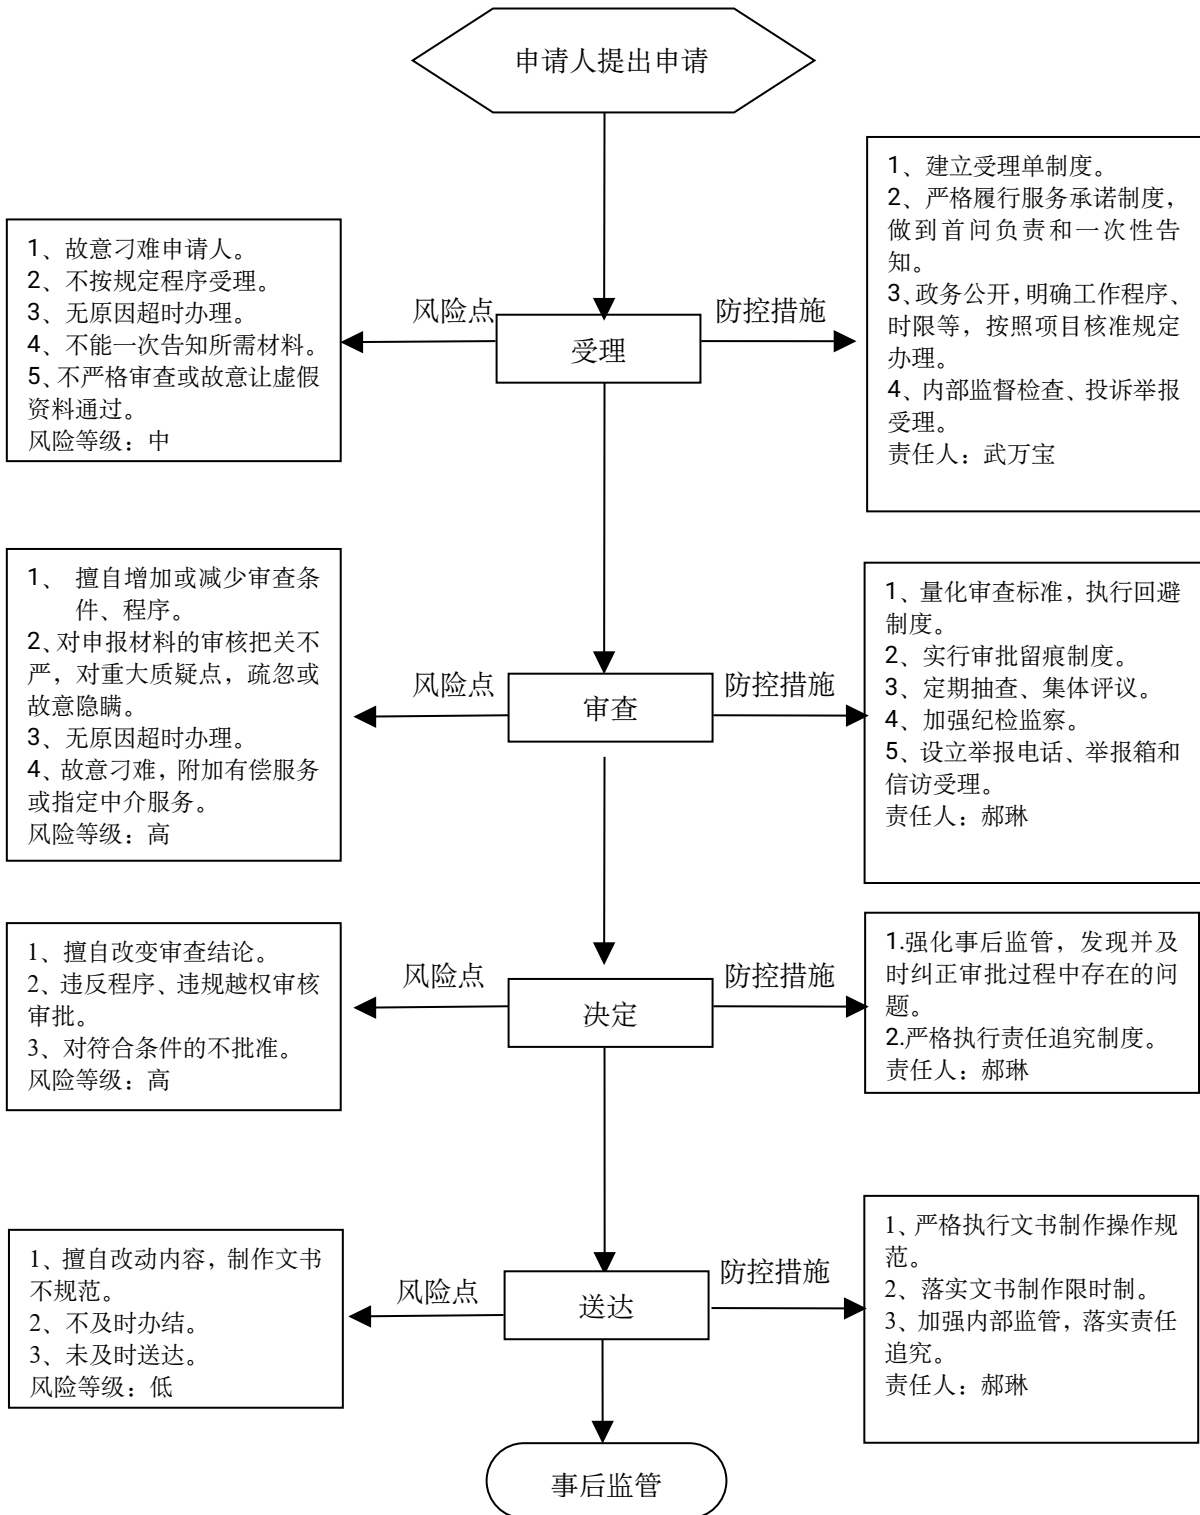 申请人提出申请
1、故意刁难申请人。
2、不按规定程序受理。
3、无原因超时办理。
4、不能一次告知所需材料。
5、不严格审查或故意让虚假
资料通过。
风险等级：中
风险点
受理
防控措施
1、建立受理单制度。
2、严格履行服务承诺制度，
做到首问负责和一次性告
知。
3、政务公开，明确工作程序、
时限等，按照项目核准规定
办理。
4、内部监督检查、投诉举报
受理。
责任人：武万宝
1、 擅自增加或减少审查条
件、程序。
2、对申报材料的审核把关不
严，对重大质疑点，疏忽或
故意隐瞒。
3、无原因超时办理。
4、故意刁难，附加有偿服务
或指定中介服务。
风险等级：高
风险点
审查
防控措施
1、量化审查标准，执行回避
制度。
2、实行审批留痕制度。
3、定期抽查、集体评议。
4、加强纪检监察。
5、设立举报电话、举报箱和
信访受理。
责任人：郝琳
1、擅自改变审查结论。
2、违反程序、违规越权审核
审批。
3、对符合条件的不批准。
风险等级：高
风险点
决定
防控措施
1.强化事后监管，发现并及
时纠正审批过程中存在的问
题。
2.严格执行责任追究制度。
责任人：郝琳
1、擅自改动内容，制作文书
不规范。
2、不及时办结。
3、未及时送达。
风险等级：低
风险点
送达
防控措施
1、严格执行文书制作操作规
范。
2、落实文书制作限时制。
3、加强内部监管，落实责任
追究。
责任人：郝琳
事后监管